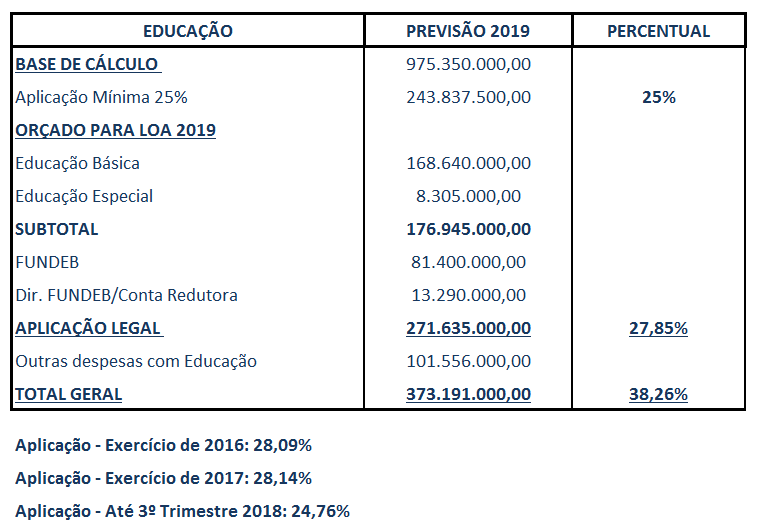 EDUCAÇÃO PREVISÃO 2019 PERCENTUAL
BASE DE CÁLCULO 975.350.000,00
Aplicação Mínima 25% 243.837.500,00 25%
ORÇADO PARA LOA 2019
Educação Básica 168.640.000,00
Educação Especial 8.305.000,00
SUBTOTAL 176.945.000,00
FUNDEB 81.400.000,00
Dir. FUNDEB/Conta Redutora 13.290.000,00
APLICAÇÃO LEGAL 271.635.000,00 27,85%
Outras despesas com Educação 101.556.000,00
TOTAL GERAL 373.191.000,00 38,26%
Aplicação - Exercício de 2016: 28,09%
Aplicação - Exercício de 2017: 28,14%
Aplicação - Até 3º Trimestre 2018: 24,76%